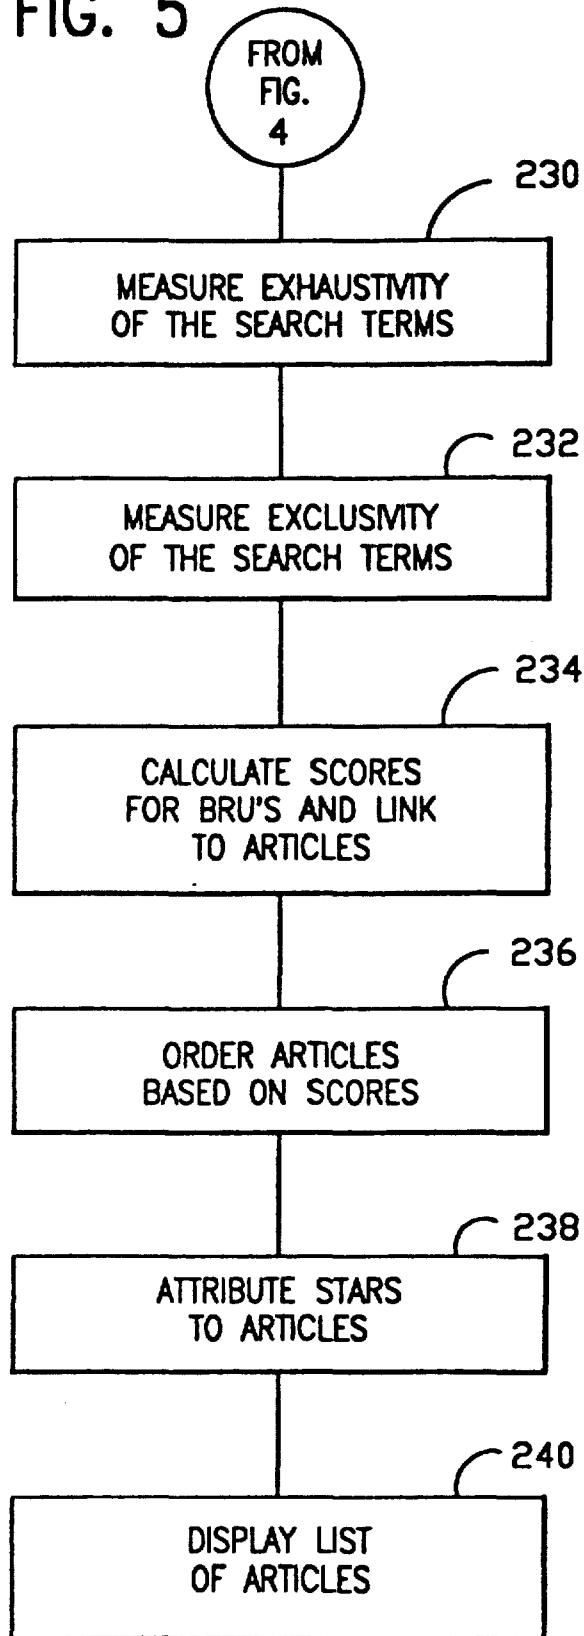 FIG. 5
FROM
FIG.
4
230
MEASURE EXHAUSTIVITY
OF THE SEARCH TERMS
232
MEASURE EXCLUSIVITY
OF THE SEARCH TERMS
234
CALCULATE SCORES
FOR BRU'S AND LINK
TO ARTICLES
236
ORDER ARTICLES
BASED ON SCORES
238
ATTRIBUTE STARS
TO ARTICLES
240
DISPLAY LIST
OF ARTICLES